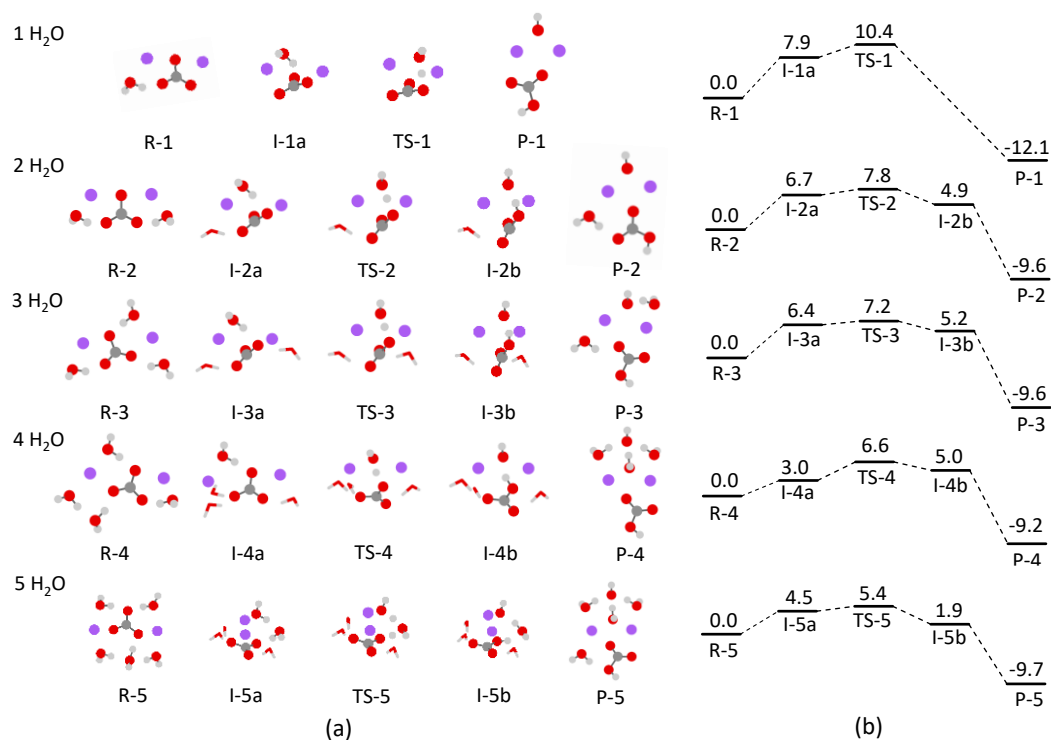 1 H₂O
R-1 I-1a TS-1 P-1
0.0 7.9 10.4 -12.1
R-1 I-1a TS-1 P-1
2 H₂O
R-2 I-2a TS-2 I-2b P-2
0.0 6.7 7.8 4.9 -9.6
R-2 I-2a TS-2 I-2b P-2
3 H₂O
R-3 I-3a TS-3 I-3b P-3
0.0 6.4 7.2 5.2 -9.6
R-3 I-3a TS-3 I-3b P-3
4 H₂O
R-4 I-4a TS-4 I-4b P-4
0.0 3.0 6.6 5.0 -9.2
R-4 I-4a TS-4 I-4b P-4
5 H₂O
R-5 I-5a TS-5 I-5b P-5
0.0 4.5 5.4 1.9 -9.7
R-5 I-5a TS-5 I-5b P-5
(a) (b)